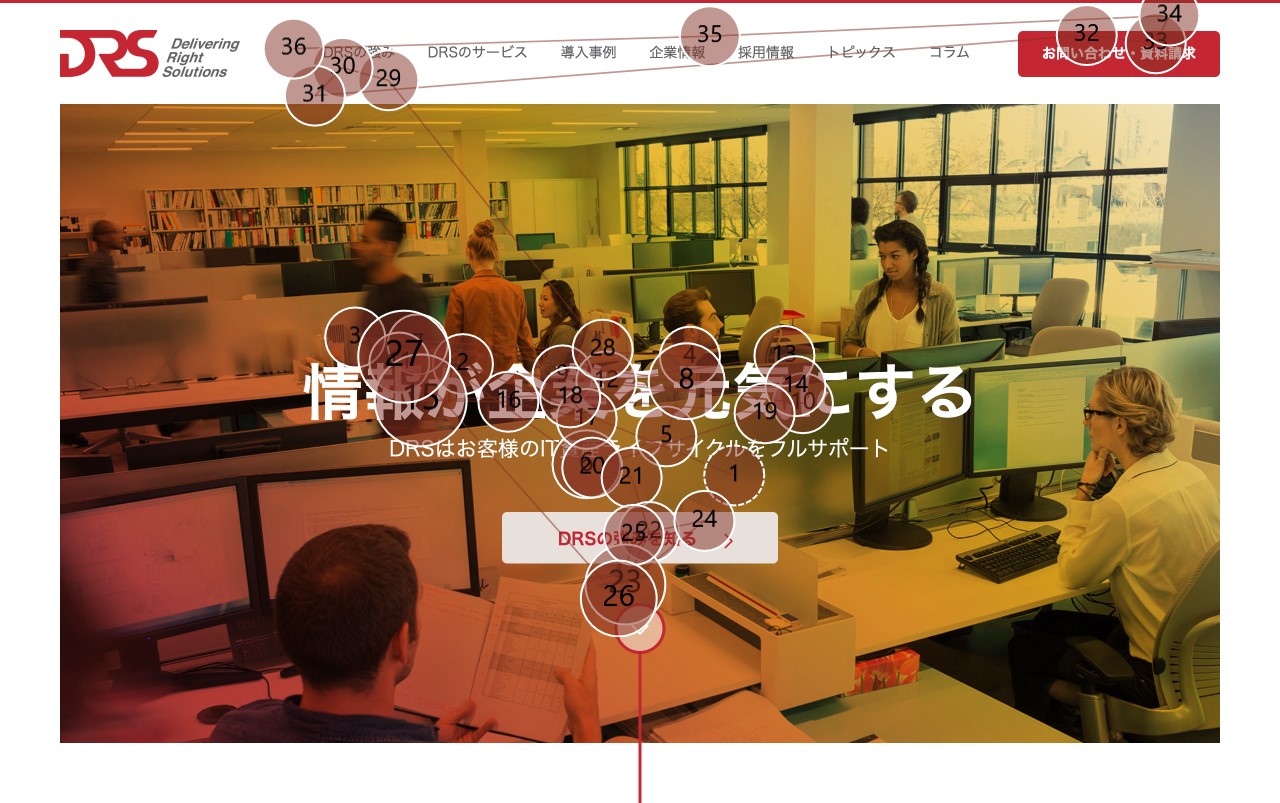 DRS Delivering
Right
Solutions
DRSの強み DRSのサービス 導入事例 企業情報 採用情報 トピックス コラム お問い合わせ・資料請求
36 30 31 29 35 32 33 34
3 27 2 28 4 13
15 16 18 12 8 14 10 19
情報が企業を元気にする
DRSはお客様のITライフサイクルをフルサポート
5 20 21 1
DRSの強みを知る
25 22 24
23
26